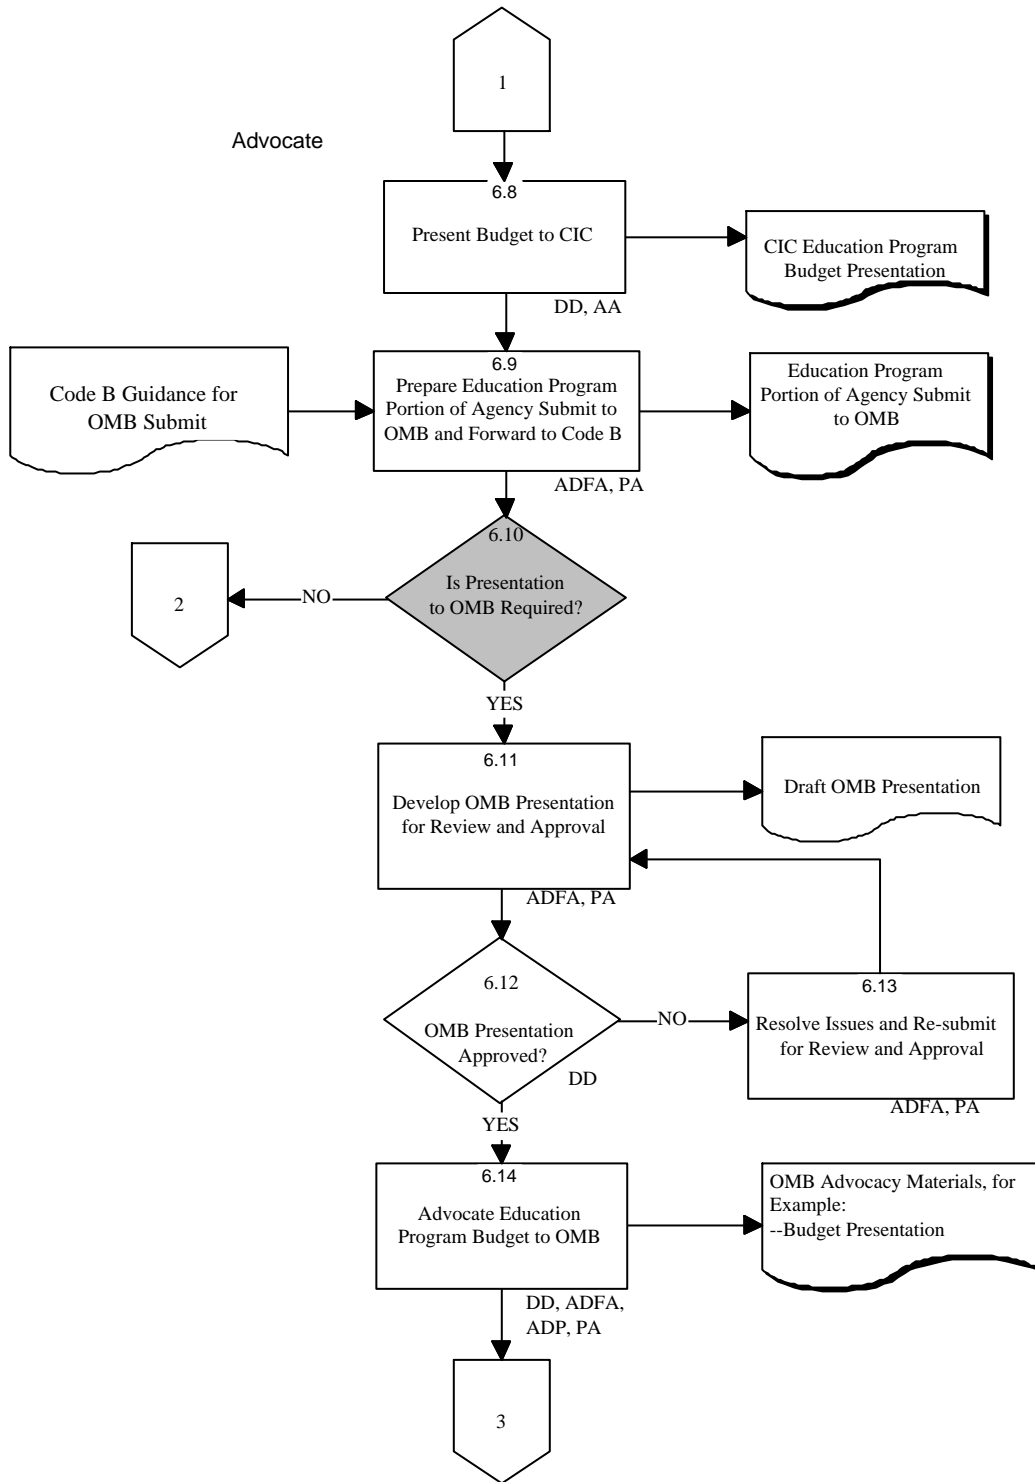 1
Advocate
6.8
Present Budget to CIC
DD, AA
CIC Education Program
Budget Presentation
6.9
Prepare Education Program
Portion of Agency Submit to
OMB and Forward to Code B
ADFA, PA
Code B Guidance for
OMB Submit
Education Program
Portion of Agency Submit
to OMB
6.10
Is Presentation
to OMB Required?
NO
2
YES
6.11
Develop OMB Presentation
for Review and Approval
ADFA, PA
Draft OMB Presentation
6.12
OMB Presentation
Approved?
DD
NO
6.13
Resolve Issues and Re-submit
for Review and Approval
ADFA, PA
YES
6.14
Advocate Education
Program Budget to OMB
DD, ADFA,
ADP, PA
OMB Advocacy Materials, for
Example:
--Budget Presentation
3